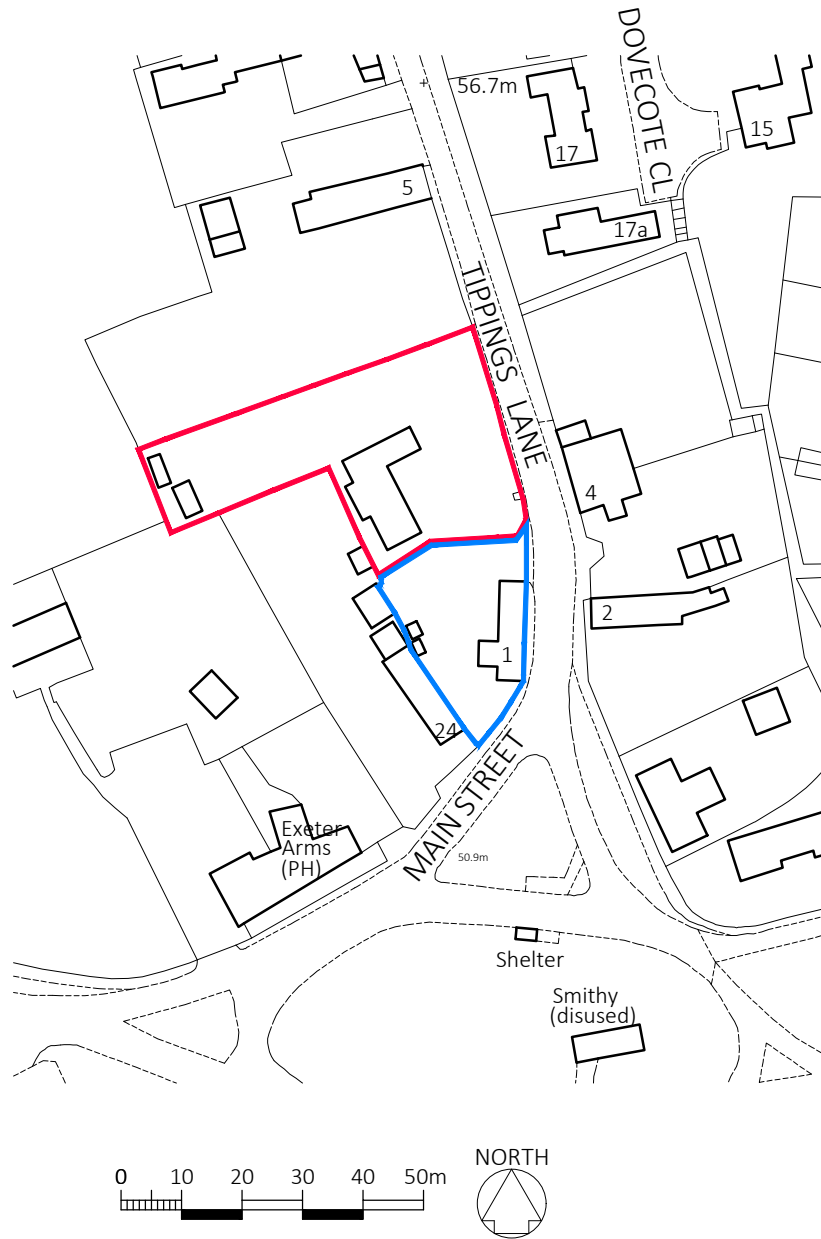 DOVECOTE CL
56.7m
15
17
5
17a
TIPPINGS LANE
4
2
1
24
MAIN STREET
Exeter
Arms
(PH)
50.9m
Shelter
Smithy
(disused)
NORTH
0 10 20 30 40 50m